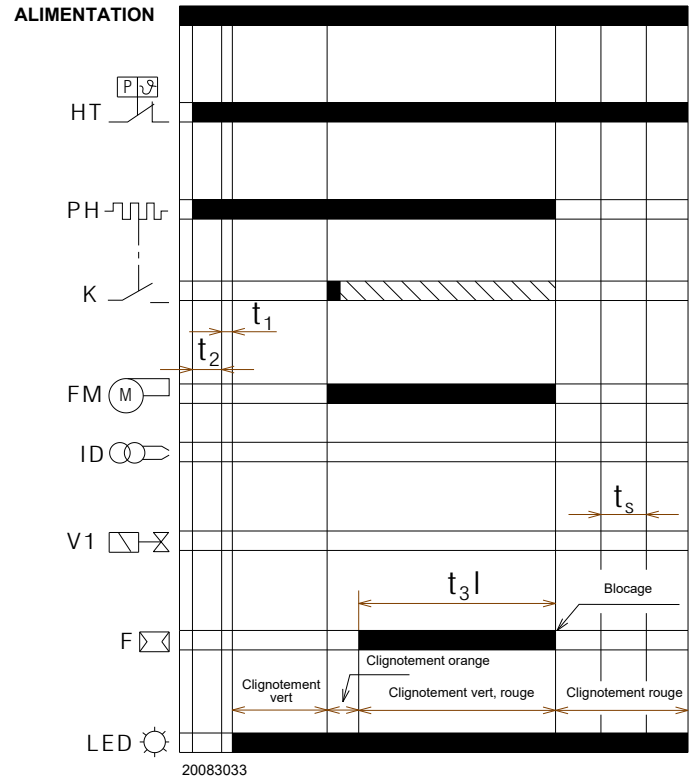 ALIMENTATION
P ϑ
HT
PH
K
t1
t2
FM M
ID
ts
V1
t3l
Blocage
F
Clignotement orange
Clignotement
vert
Clignotement vert, rouge
Clignotement rouge
LED
20083033